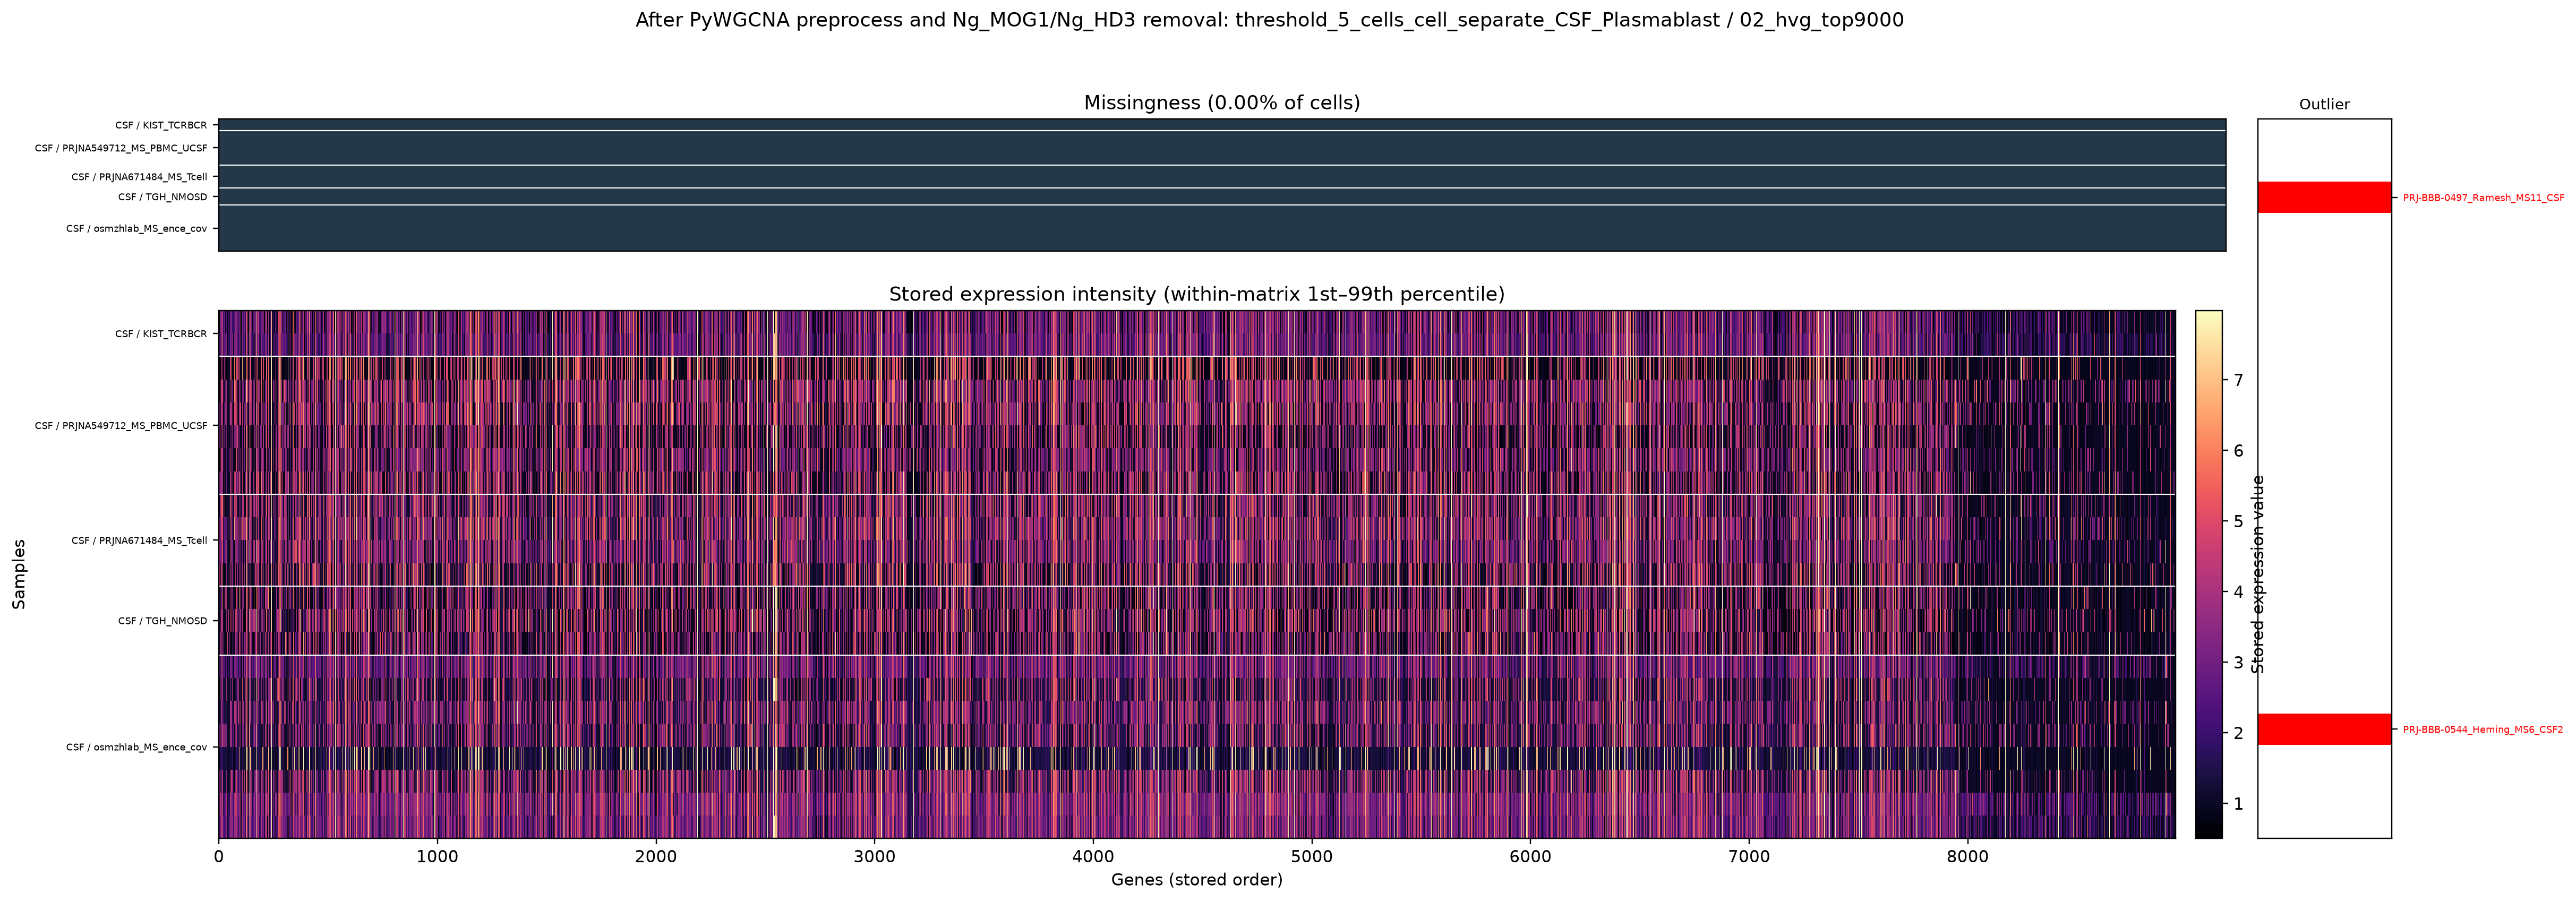 After PyWGCNA preprocess and Ng_MOG1/Ng_HD3 removal: threshold_5_cells_cell_separate_CSF_Plasmablast / 02_hvg_top9000
Missingness (0.00% of cells)
Outlier
CSF / KIST_TCRBCR
CSF / PRJNA549712_MS_PBMC_UCSF
CSF / PRJNA671484_MS_Tcell
CSF / TGH_NMOSD
CSF / osmzhlab_MS_ence_cov
PRJ-BBB-0497_Ramesh_MS11_CSF
Stored expression intensity (within-matrix 1st–99th percentile)
CSF / KIST_TCRBCR
CSF / PRJNA549712_MS_PBMC_UCSF
CSF / PRJNA671484_MS_Tcell
CSF / TGH_NMOSD
CSF / osmzhlab_MS_ence_cov
Samples
7
6
5
4
3
2
1
Stored expression value
PRJ-BBB-0544_Heming_MS6_CSF2
0 1000 2000 3000 4000 5000 6000 7000 8000
Genes (stored order)